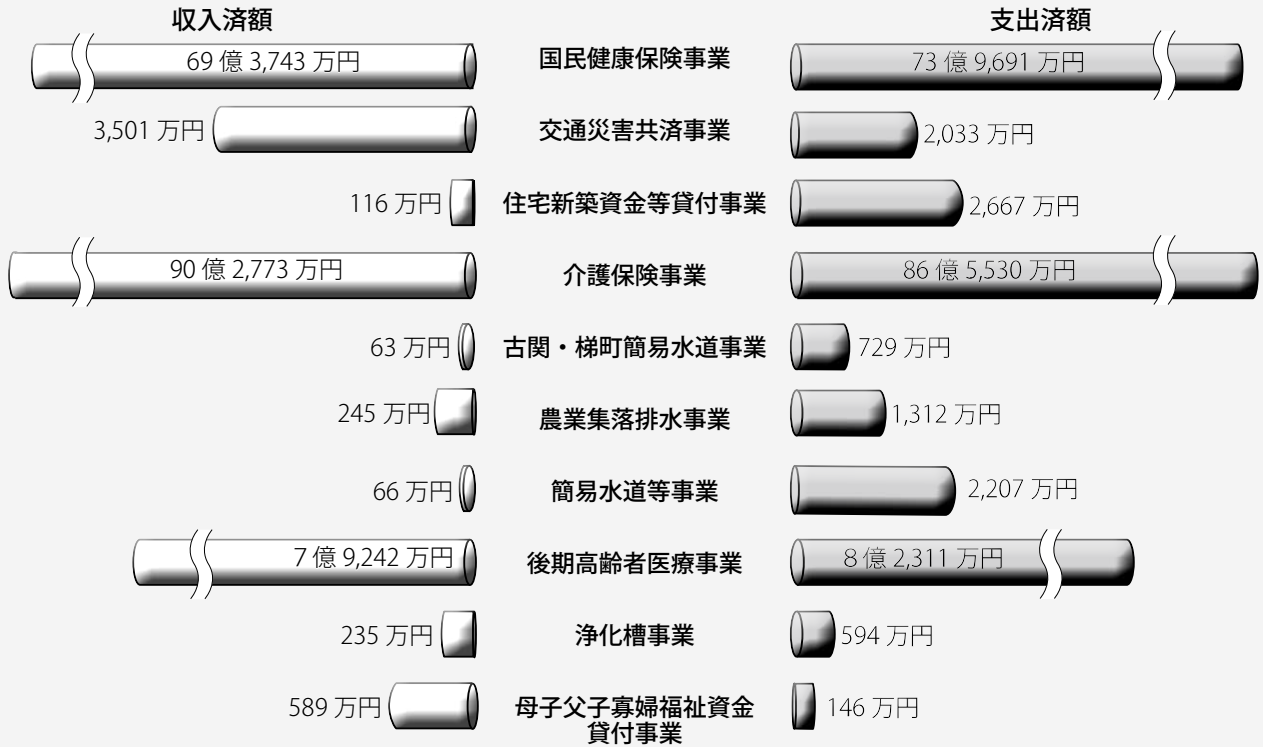 収入済額
支出済額
69 億 3,743 万円
国民健康保険事業
73 億 9,691 万円
3,501 万円
交通災害共済事業
2,033 万円
116 万円
住宅新築資金等貸付事業
2,667 万円
90 億 2,773 万円
介護保険事業
86 億 5,530 万円
63 万円
古関・梯町簡易水道事業
729 万円
245 万円
農業集落排水事業
1,312 万円
66 万円
簡易水道等事業
2,207 万円
7 億 9,242 万円
後期高齢者医療事業
8 億 2,311 万円
235 万円
浄化槽事業
594 万円
589 万円
母子父子寡婦福祉資金
貸付事業
146 万円